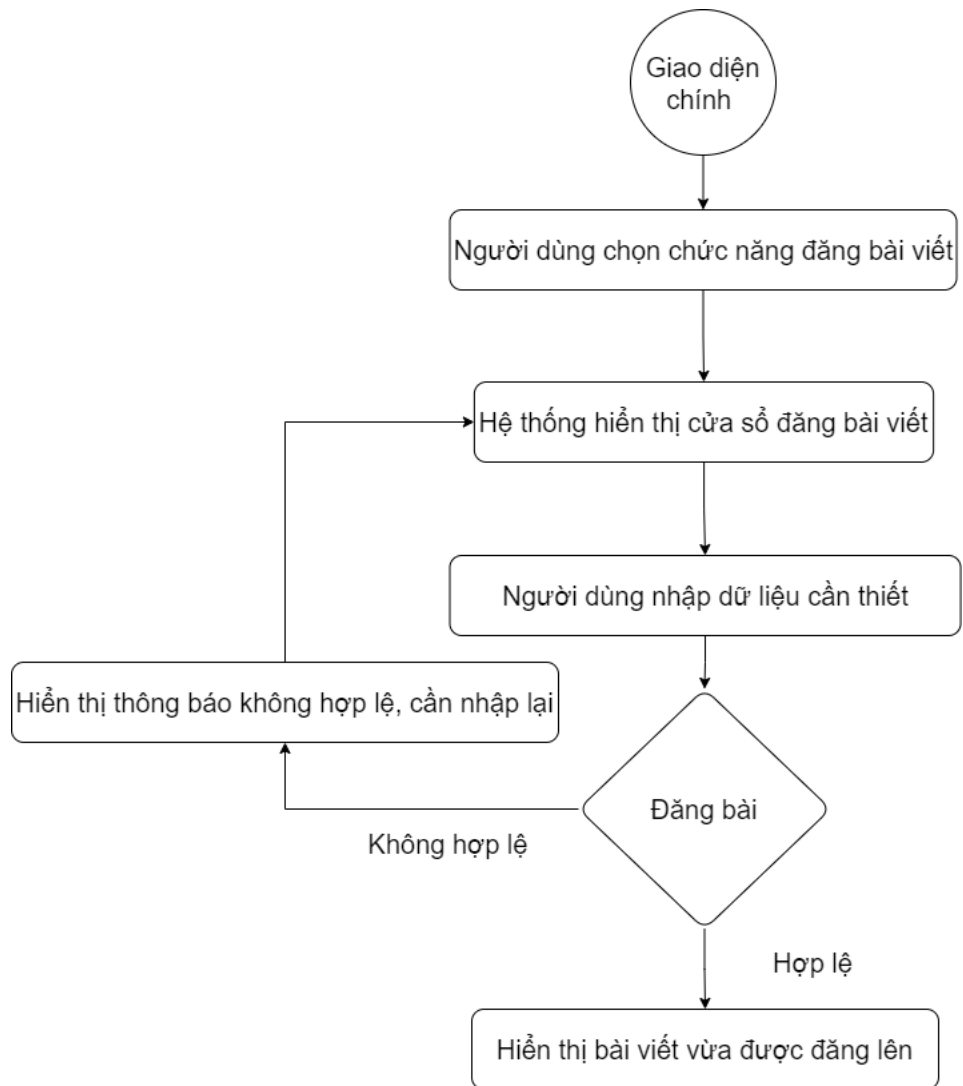 Giao diện
chính
Người dùng chọn chức năng đăng bài viết
Hệ thống hiển thị cửa sổ đăng bài viết
Người dùng nhập dữ liệu cần thiết
Hiển thị thông báo không hợp lệ, cần nhập lại
Đăng bài
Không hợp lệ
Hợp lệ
Hiển thị bài viết vừa được đăng lên